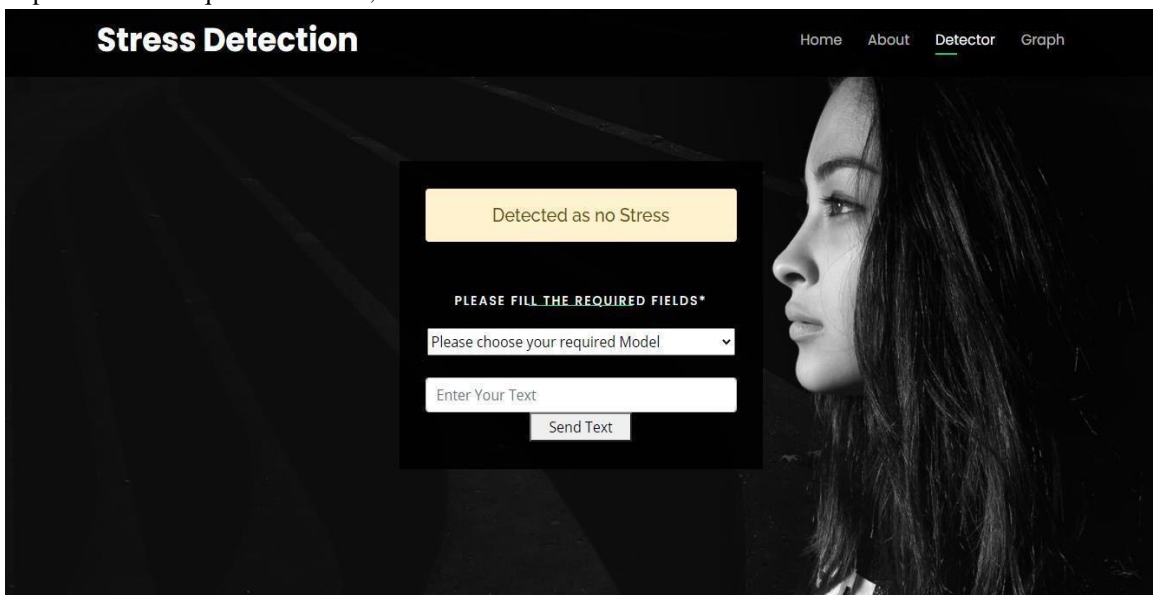 Stress Detection
Home About Detector Graph
Detected as no Stress
PLEASE FILL THE REQUIRED FIELDS*
Please choose your required Model
Enter Your Text
Send Text